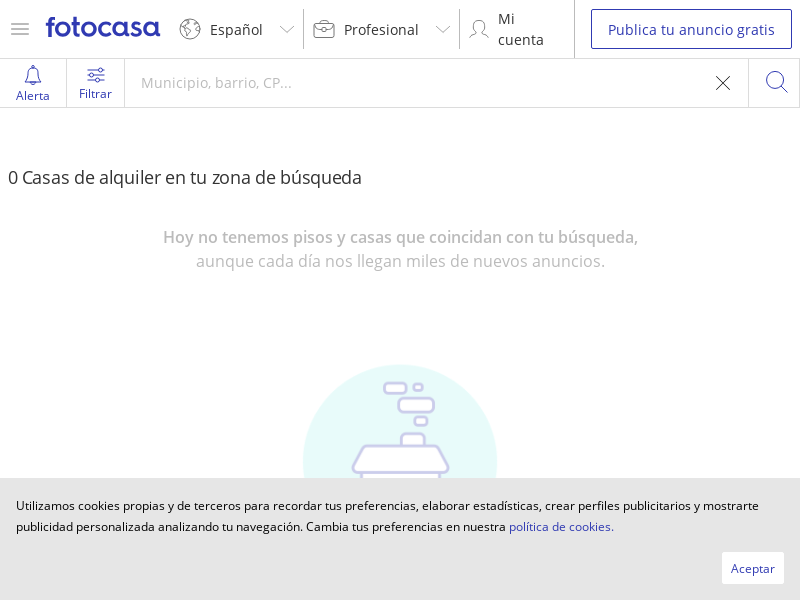 fotocasa
Español
Profesional
Mi
cuenta
Publica tu anuncio gratis
Alerta
Filtrar
Municipio, barrio, CP...
0 Casas de alquiler en tu zona de búsqueda
Hoy no tenemos pisos y casas que coincidan con tu búsqueda,
aunque cada día nos llegan miles de nuevos anuncios.
Utilizamos cookies propias y de terceros para recordar tus preferencias, elaborar estadísticas, crear perfiles publicitarios y mostrarte
publicidad personalizada analizando tu navegación. Cambia tus preferencias en nuestra política de cookies.
Aceptar